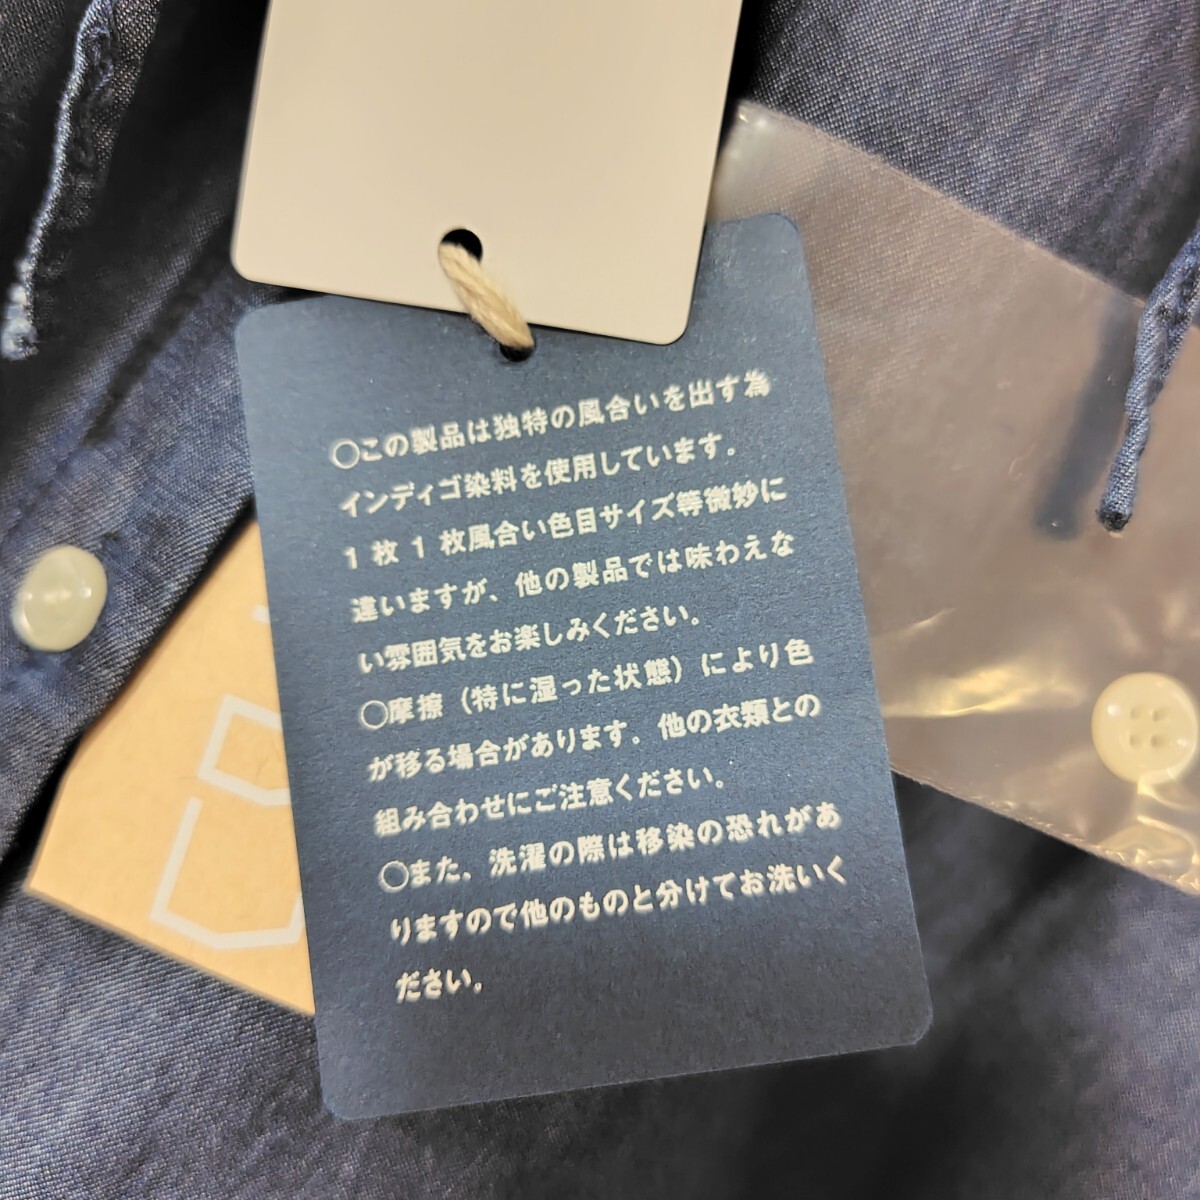 ○この製品は独特の風合いを出す為
インディゴ染料を使用しています。
1枚1枚風合い色目サイズ等微妙に
違いますが、他の製品では味わえな
い雰囲気をお楽しみください。
○摩擦（特に湿った状態）により色
が移る場合があります。他の衣類との
組み合わせにご注意ください。
○また、洗濯の際は移染の恐れがあ
りますので他のものと分けてお洗いく
ださい。